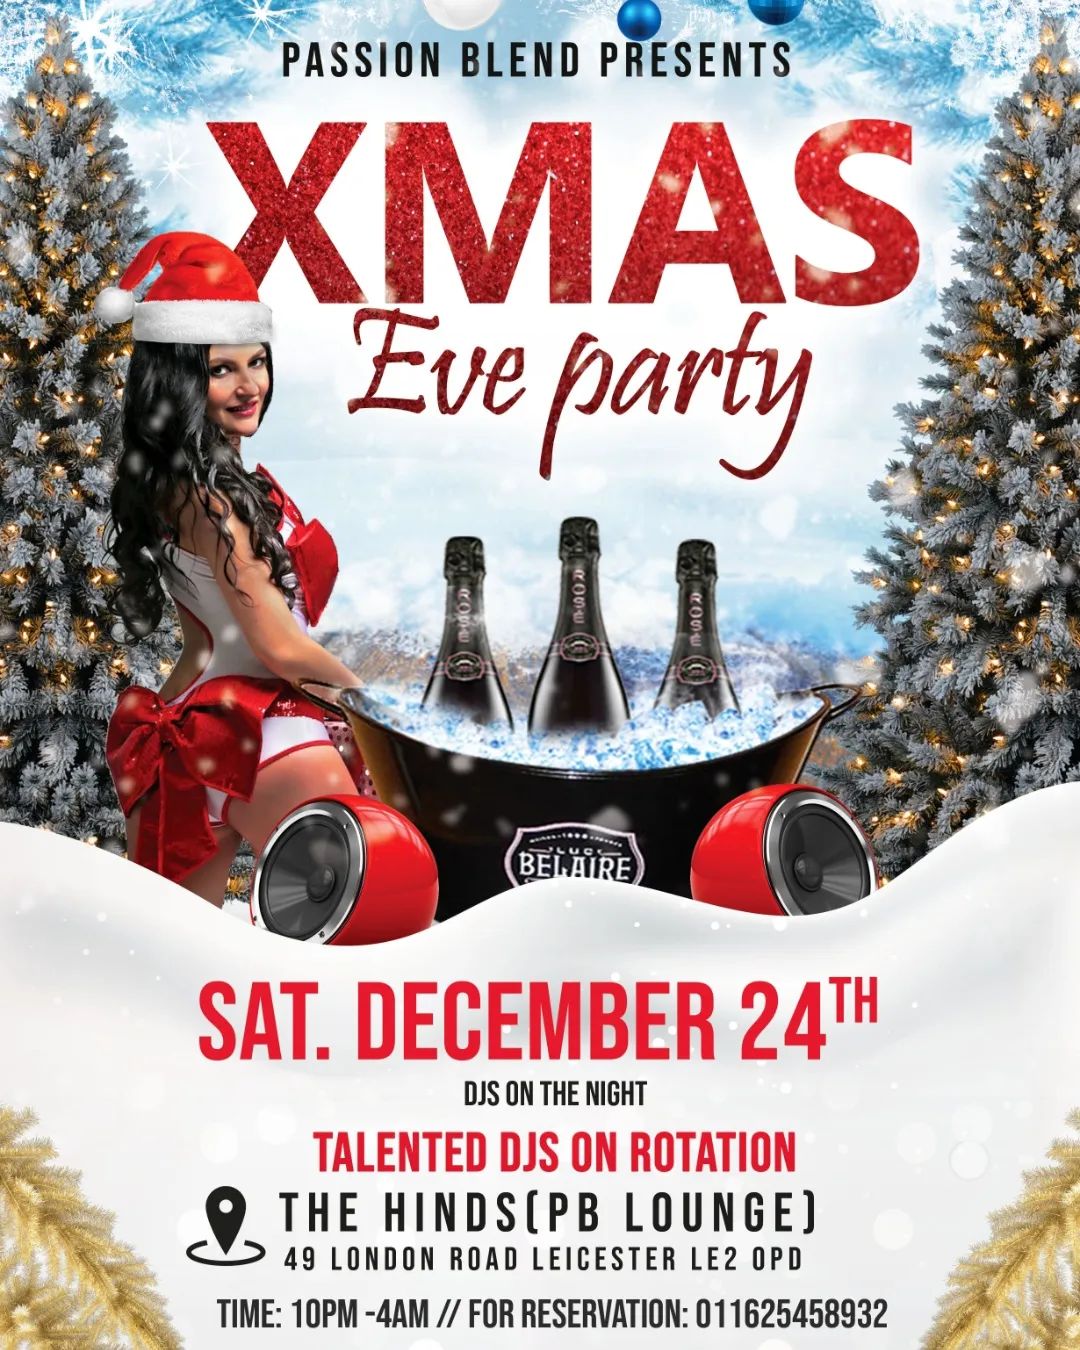 PASSION BLEND PRESENTS
XMAS
Eve party
ROSE
ROSE
ROSE
LUC
BELAIRE
SAT. DECEMBER 24TH
DJS ON THE NIGHT
TALENTED DJS ON ROTATION
THE HINDS(PB LOUNGE)
49 LONDON ROAD LEICESTER LE2 0PD
TIME: 10PM -4AM // FOR RESERVATION: 011625458932